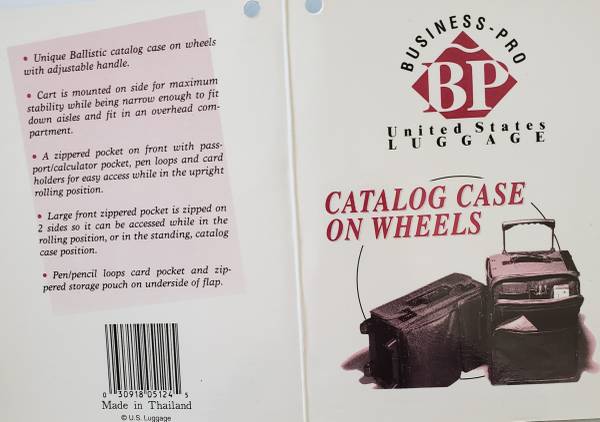 • Unique Ballistic catalog case on wheels
with adjustable handle.
• Cart is mounted on side for maximum
stability while being narrow enough to fit
down aisles and fit in an overhead com-
partment.
• A zippered pocket on front with pass-
port/calculator pocket, pen loops and card
holders for easy access while in the upright
rolling position.
• Large front zippered pocket is zipped on
2 sides so it can be accessed while in the
rolling position, or in the standing, catalog
case position.
• Pen/pencil loops card pocket and zip-
pered storage pouch on underside of flap.
0 30918 05124 5
Made in Thailand
© U.S. Luggage
BUSINESS-PRO
BP
United States
LUGGAGE
CATALOG CASE
ON WHEELS